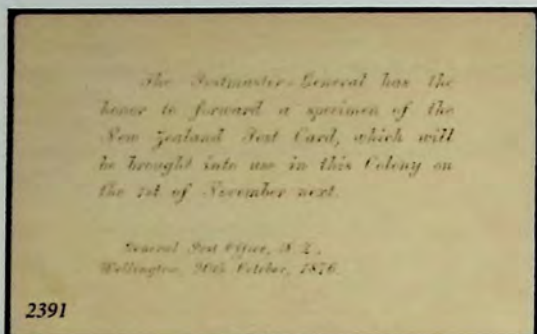 The Postmaster-General has the
honor to forward a specimen of the
New Zealand Post Card, which will
be brought into use in this Colony on
the 1st of November next.
General Post Office, N. Z.,
Wellington, October, 1876.
2391